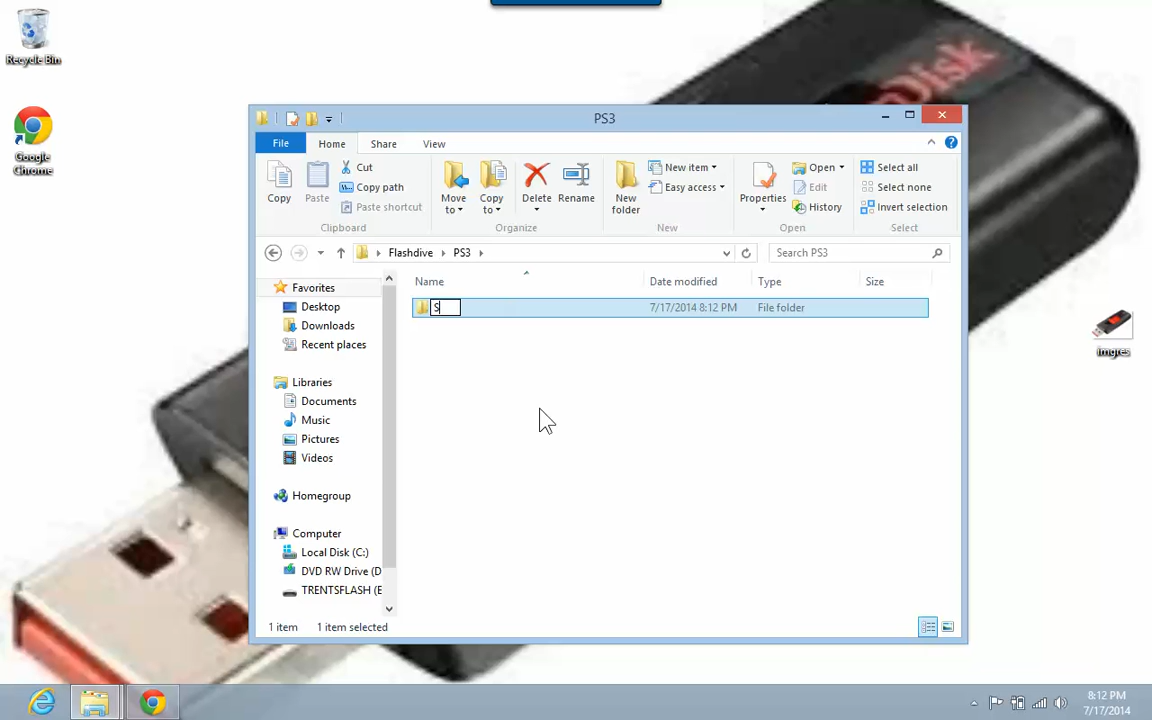 Recycle Bin
Google
Chrome
imgres
PS3
File
Home
Share
View
Copy
Paste
Cut
Copy path
Paste shortcut
Clipboard
Move
to
Copy
to
Delete
Rename
Organize
New
folder
New item
Easy access
New
Properties
Open
Edit
History
Open
Select all
Select none
Invert selection
Select
Flashdive
PS3
Search PS3
Name
Date modified
Type
Size
S
7/17/2014 8:12 PM
File folder
Favorites
Desktop
Downloads
Recent places
Libraries
Documents
Music
Pictures
Videos
Homegroup
Computer
Local Disk (C:)
DVD RW Drive (D
TRENTSFLASH (E
1 item
1 item selected
8:12 PM
7/17/2014